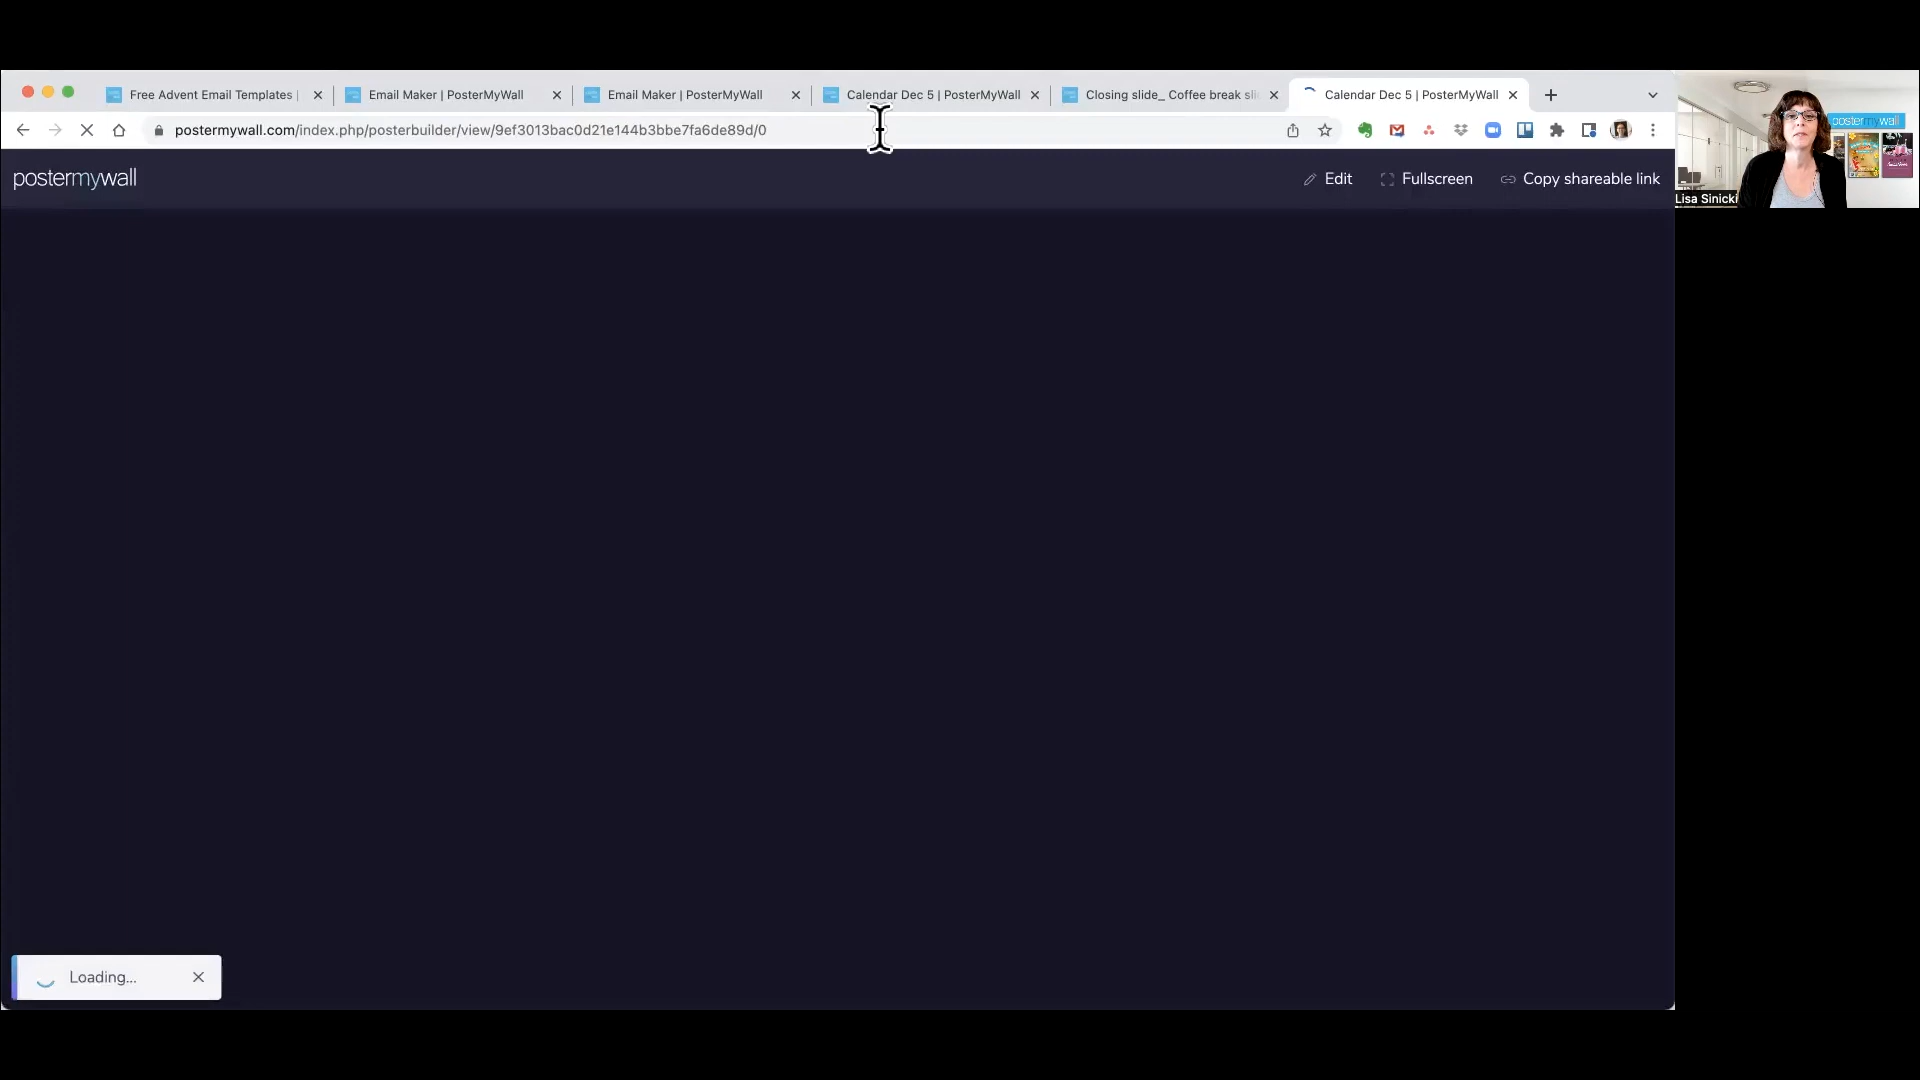 Free Advent Email Templates |
Email Maker | PosterMyWall
Email Maker | PosterMyWall
Calendar Dec 5 | PosterMyWall
Closing slide_ Coffee break sli
Calendar Dec 5 | PosterMyWall
postermywall.com/index.php/posterbuilder/view/9ef3013bac0d21e144b3bbe7fa6de89d/0
postermywall
Edit
Fullscreen
Copy shareable link
postermywall
Lisa Sinicki
Loading...